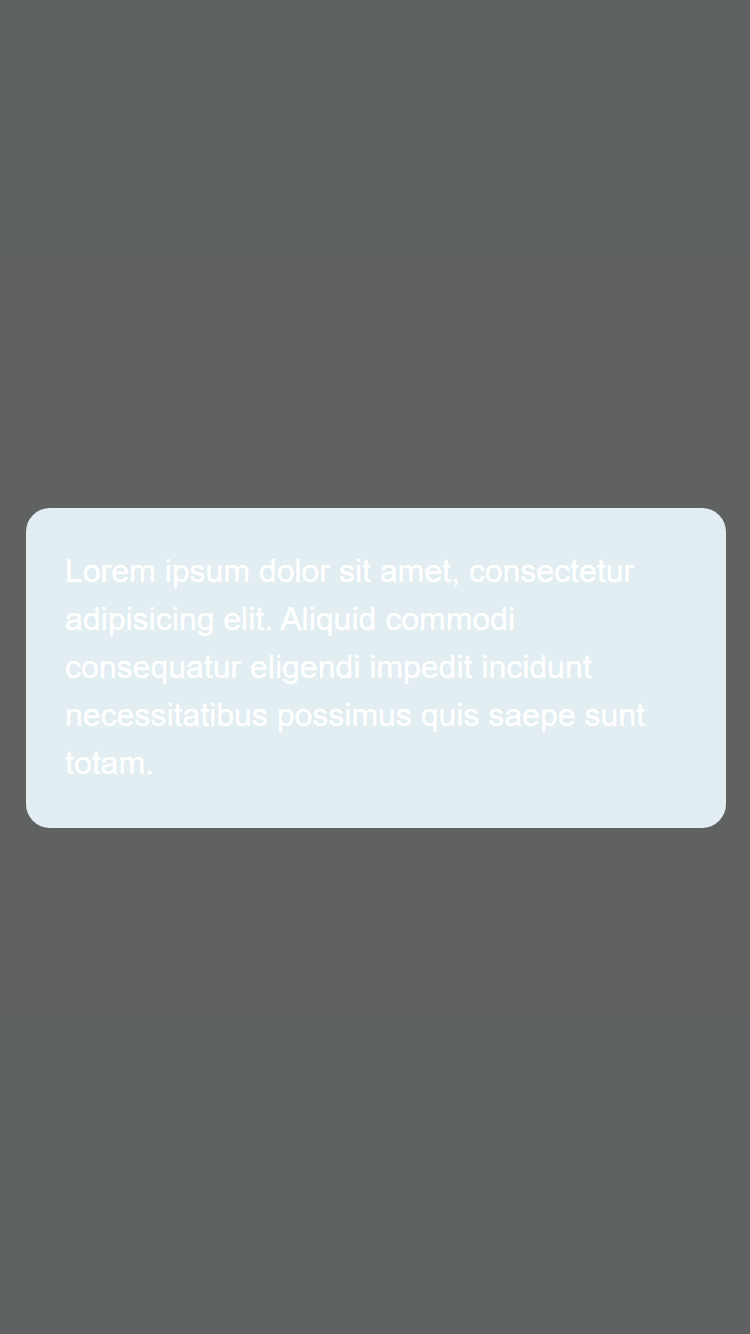 Lorem ipsum dolor sit amet, consectetur
adipisicing elit. Aliquid commodi
consequatur eligendi impedit incidunt
necessitatibus possimus quis saepe sunt
totam.